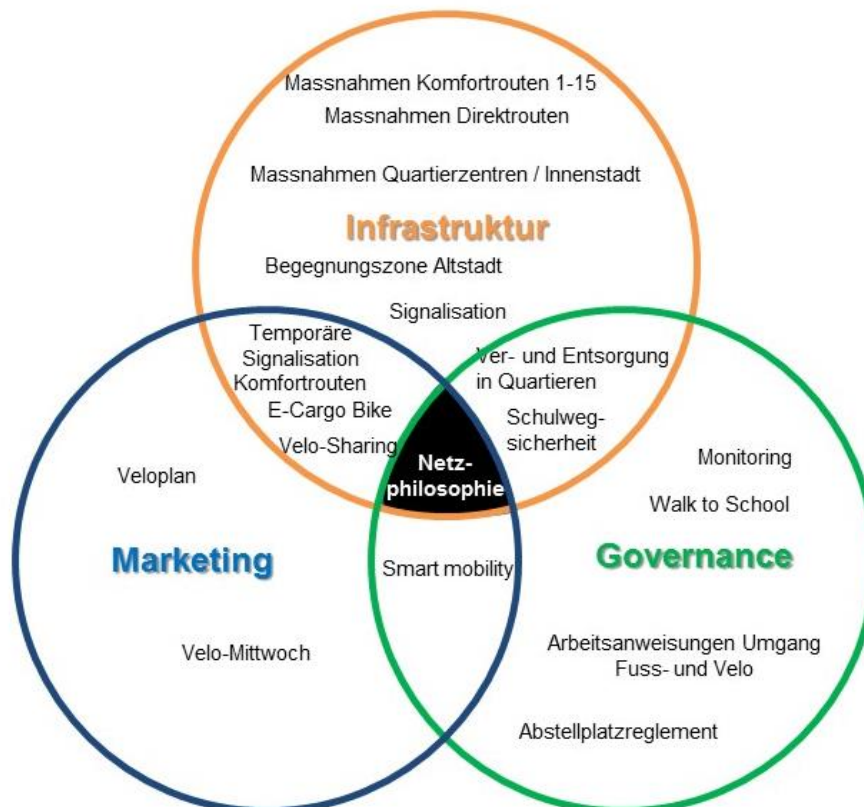 Massnahmen Komfortrouten 1-15
Massnahmen Direktrouten
Massnahmen Quartierzentren / Innenstadt
Infrastruktur
Begegnungszone Altstadt
Signalisation
Temporäre
Signalisation
Komfortrouten
E-Cargo Bike
Velo-Sharing
Ver- und Entsorgung
in Quartieren
Schulweg-
sicherheit
Netz-
philosophie
Veloplan
Marketing
Velo-Mittwoch
Smart mobility
Monitoring
Walk to School
Governance
Arbeitsanweisungen Umgang
Fuss- und Velo
Abstellplatzreglement